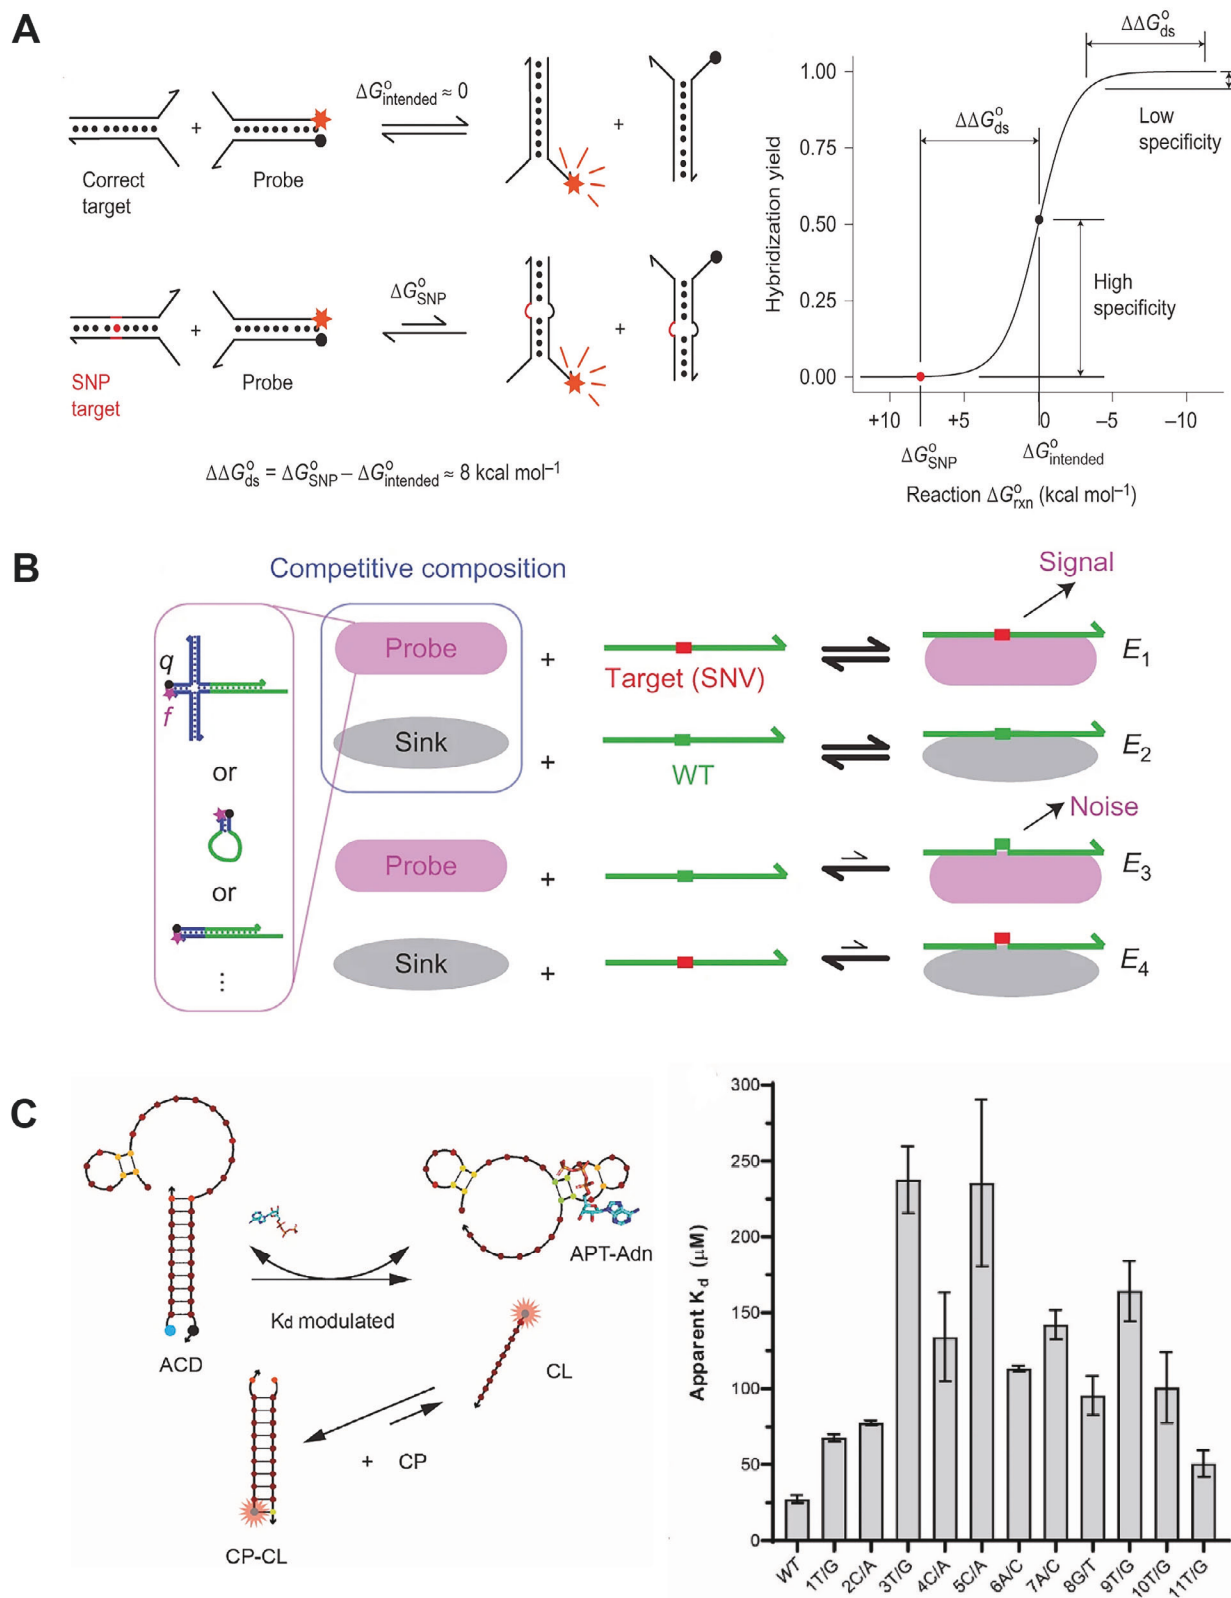 A
ΔG°intended ≈ 0
+
+
Correct
target
Probe
ΔG°SNP
+
+
SNP
target
Probe
ΔΔG°ds = ΔG°SNP – ΔG°intended ≈ 8 kcal mol–1
ΔΔG°ds
ΔΔG°ds
Low
specificity
High
specificity
Hybridization yield
1.00
0.75
0.50
0.25
0.00
+10 +5 0 –5 –10
ΔG°SNP ΔG°intended
Reaction ΔG°rxn (kcal mol–1)
B
Competitive composition
Signal
q
f
or
or
⋮
Probe + Target (SNV) E1
Sink + WT E2
Noise
Probe + E3
Sink + E4
C
ACD
Kd modulated
APT-Adn
CL
+ CP
CP-CL
Apparent Kd (μM)
300
250
200
150
100
50
0
WT 1T/G 2C/A 3T/G 4C/A 5C/A 6A/C 7A/C 8G/T 9T/G 10T/G 11T/G